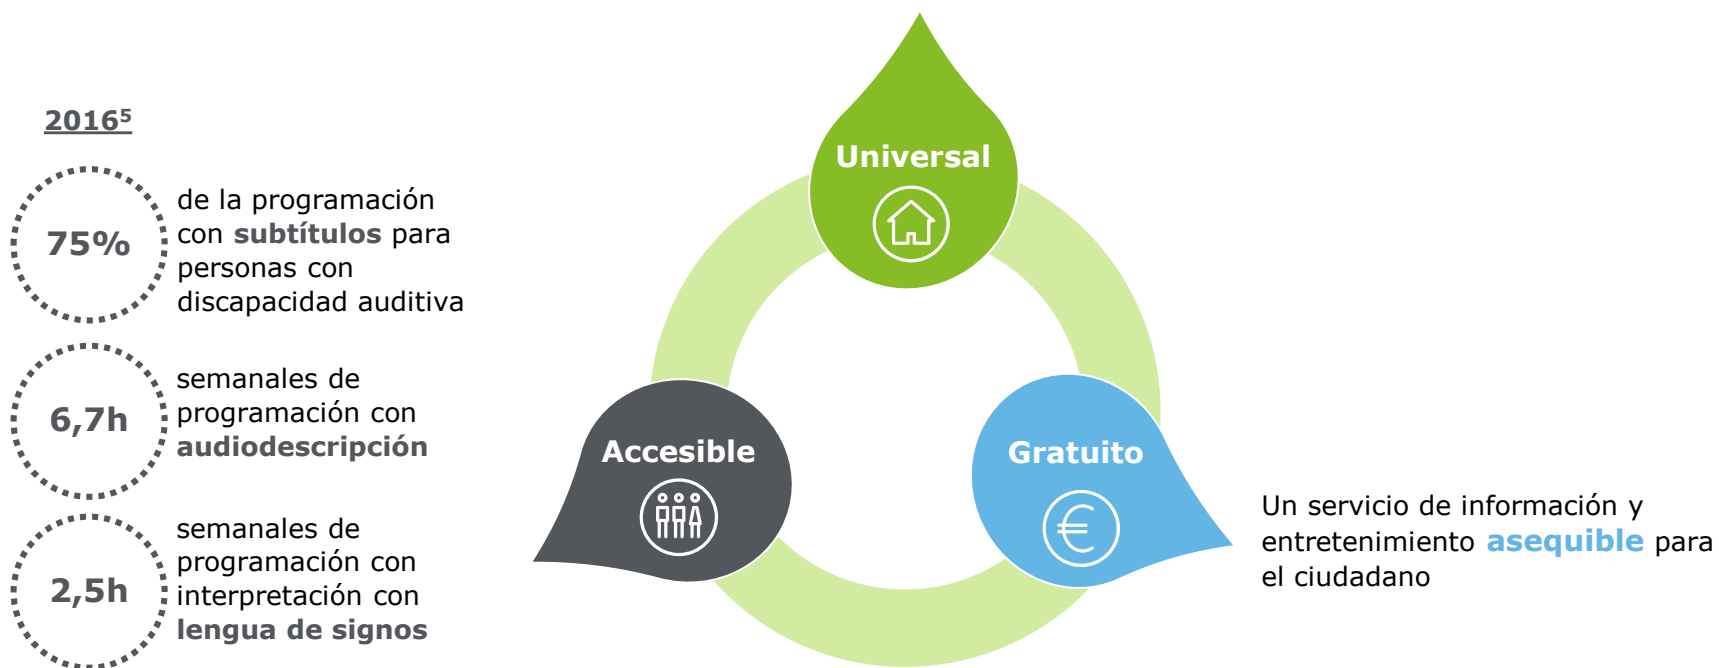 2016⁵
75%
de la programación
con subtítulos para
personas con
discapacidad auditiva
6,7h
semanales de
programación con
audiodescripción
2,5h
semanales de
programación con
interpretación con
lengua de signos
Universal
Accesible
Gratuito
€
Un servicio de información y
entretenimiento asequible para
el ciudadano